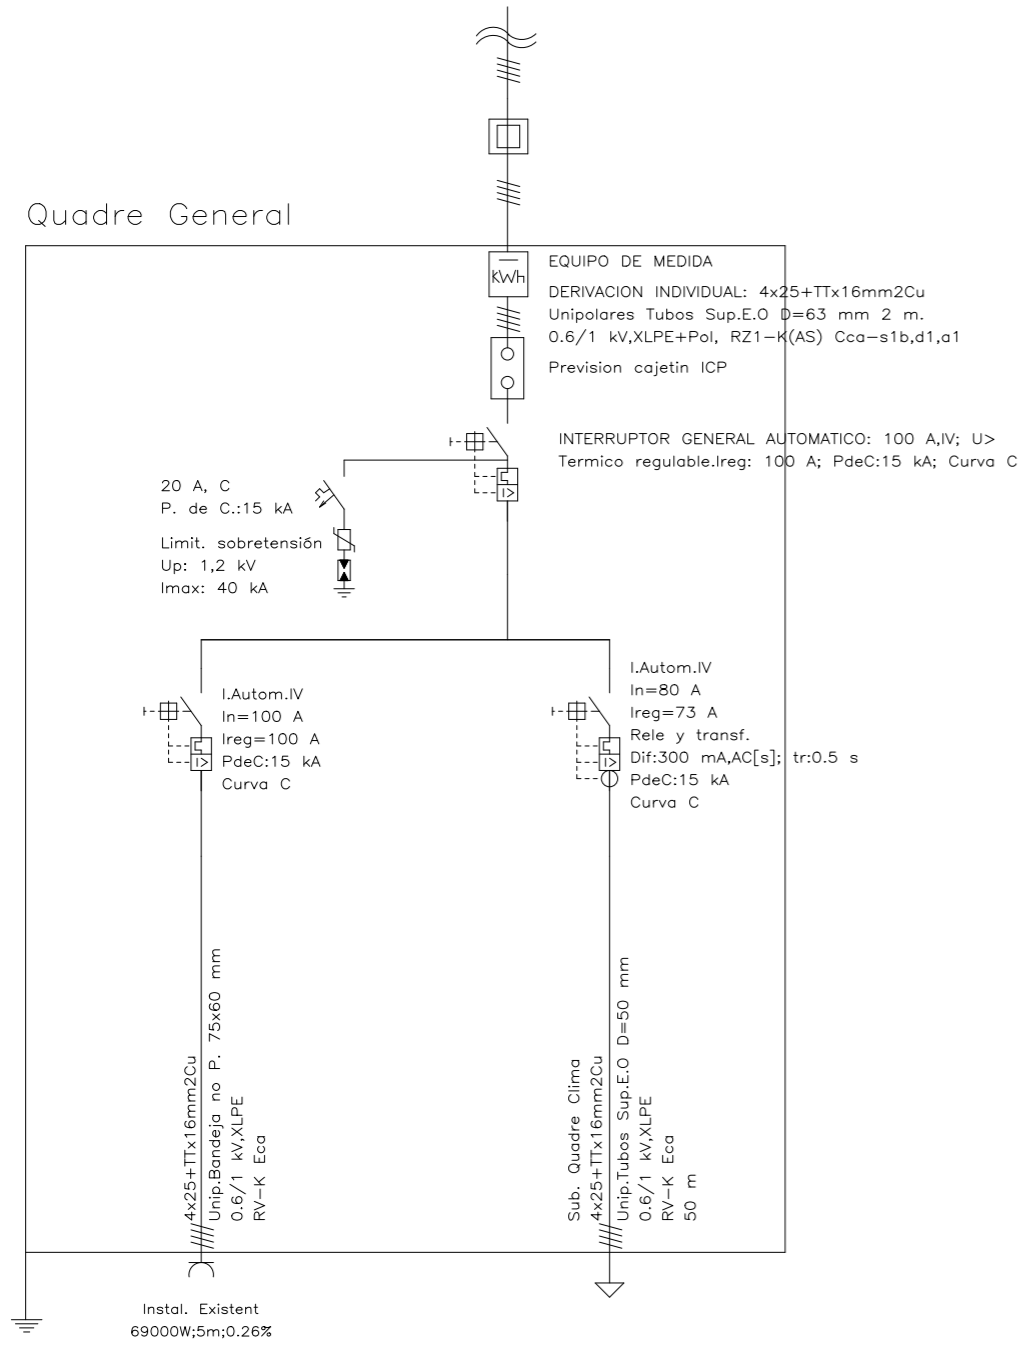 Quadre General
KWh
EQUIPO DE MEDIDA
DERIVACION INDIVIDUAL: 4x25+TTx16mm2Cu
Unipolares Tubos Sup.E.O D=63 mm 2 m.
0.6/1 kV,XLPE+Pol, RZ1-K(AS) Cca-s1b,d1,a1
Prevision cajetin ICP
INTERRUPTOR GENERAL AUTOMATICO: 100 A,IV; U>
Termico regulable.Ireg: 100 A; PdeC:15 kA; Curva C
I>
20 A, C
P. de C.:15 kA
Limit. sobretensión
Up: 1,2 kV
Imax: 40 kA
I.Autom.IV
In=100 A
Ireg=100 A
PdeC:15 kA
Curva C
I>
I.Autom.IV
In=80 A
Ireg=73 A
Rele y transf.
Dif:300 mA,AC[s]; tr:0.5 s
PdeC:15 kA
Curva C
I>
4x25+TTx16mm2Cu
Unip.Bandeja no P. 75x60 mm
0.6/1 kV,XLPE
RV-K Eca
Sub. Quadre Clima
4x25+TTx16mm2Cu
Unip.Tubos Sup.E.O D=50 mm
0.6/1 kV,XLPE
RV-K Eca
50 m
Instal. Existent
69000W;5m;0.26%